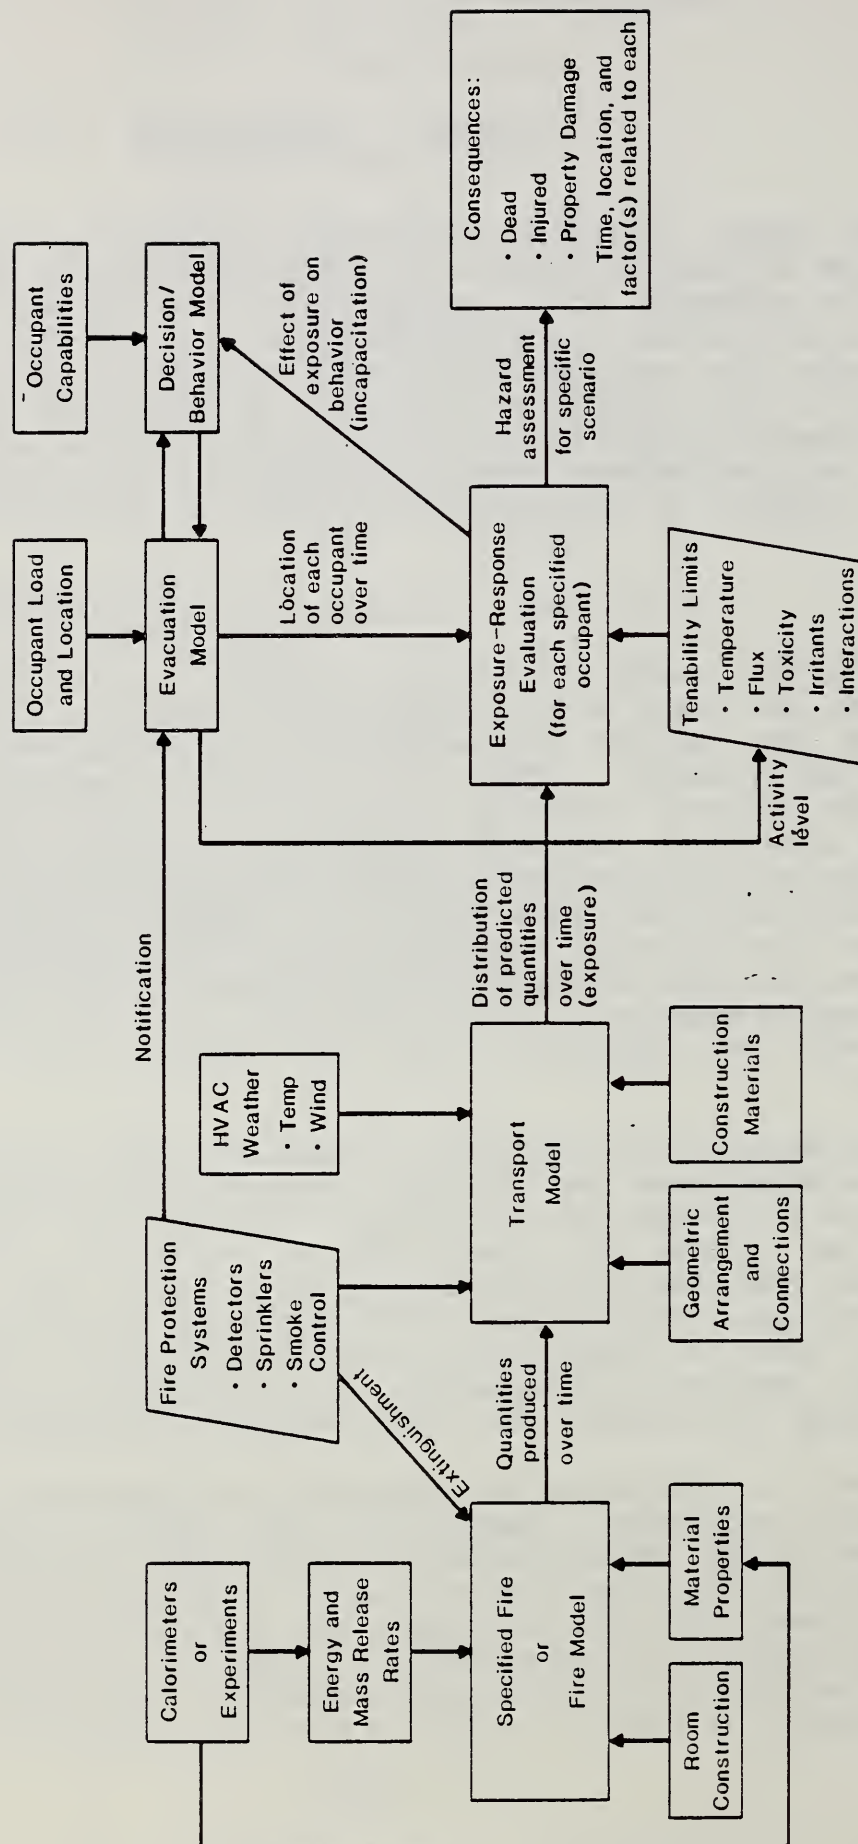 Calorimeters
or
Experiments
Energy and
Mass Release
Rates
Specified Fire
or
Fire Model
Room
Construction
Material
Properties
Fire Protection
Systems
• Detectors
• Sprinklers
• Smoke
Control
Extinguishment
Quantities
produced
over time
Notification
HVAC
Weather
• Temp
• Wind
Transport
Model
Geometric
Arrangement
and
Connections
Construction
Materials
Distribution
of predicted
quantities
over time
(exposure)
Occupant Load
and Location
Evacuation
Model
Location
of each
occupant
over time
Occupant
Capabilities
Decision/
Behavior Model
Effect of
exposure on
behavior
(incapacitation)
Exposure-Response
Evaluation
(for each specified
occupant)
Activity
level
Tenability Limits
• Temperature
• Flux
• Toxicity
• Irritants
• Interactions
Hazard
assessment
for specific
scenario
Consequences:
• Dead
• Injured
• Property Damage
Time, location, and
factor(s) related to each